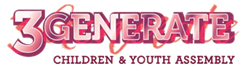 3GENERATE
CHILDREN & YOUTH ASSEMBLY